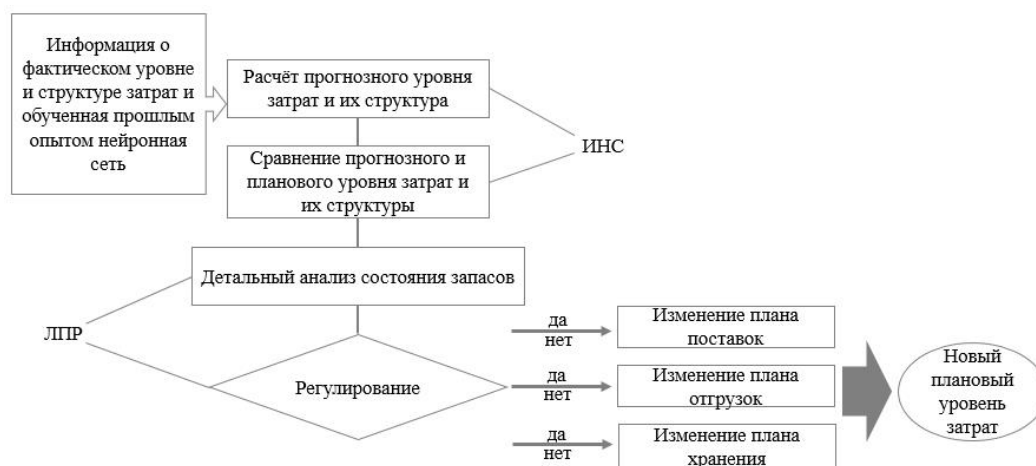 Информация о
фактическом уровне
и структуре затрат и
обученная прошлым
опытом нейронная
сеть
Расчёт прогнозного уровня
затрат и их структура
ИНС
Сравнение прогнозного и
планового уровня затрат и
их структуры
Детальный анализ состояния запасов
ЛПР
Регулирование
да
нет
Изменение плана
поставок
да
нет
Изменение плана
отгрузок
да
нет
Изменение плана
хранения
Новый
плановый
уровень
затрат